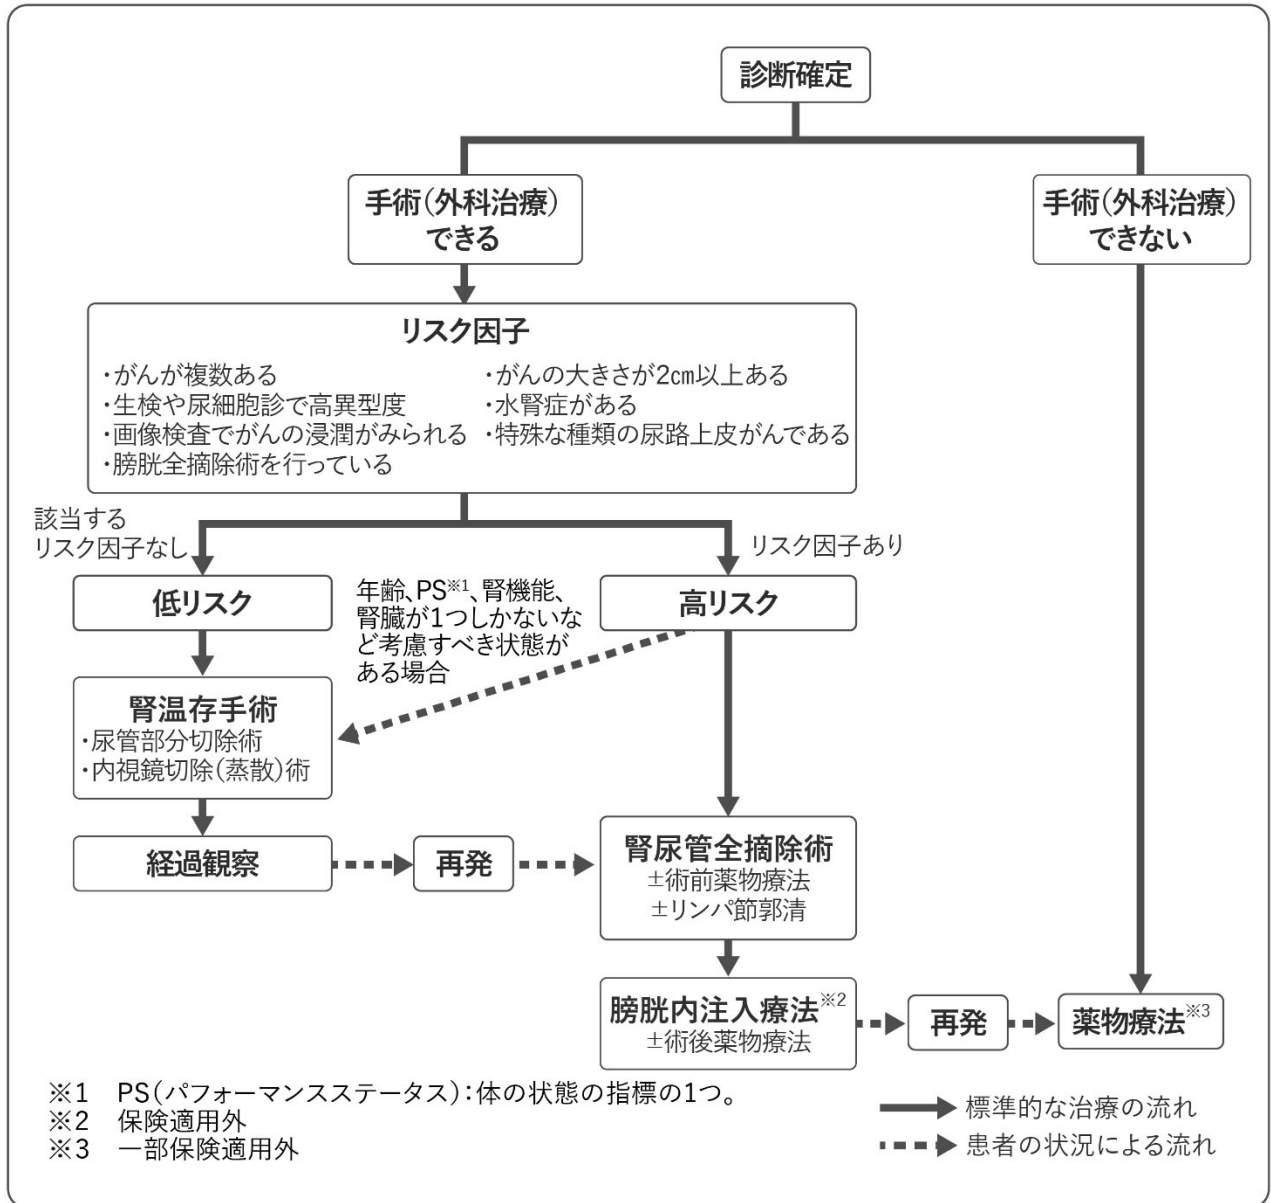 診断確定
手術(外科治療)
できる
手術(外科治療)
できない
リスク因子
・がんが複数ある
・生検や尿細胞診で高異型度
・画像検査でがんの浸潤がみられる
・膀胱全摘除術を行っている
・がんの大きさが2㎝以上ある
・水腎症がある
・特殊な種類の尿路上皮がんである
該当する
リスク因子なし
リスク因子あり
低リスク
年齢、PS※1、腎機能、
腎臓が1つしかないな
ど考慮すべき状態が
ある場合
高リスク
腎温存手術
・尿管部分切除術
・内視鏡切除(蒸散)術
経過観察
再発
腎尿管全摘除術
±術前薬物療法
±リンパ節郭清
膀胱内注入療法※2
±術後薬物療法
再発
薬物療法※3
※1 PS(パフォーマンスステータス):体の状態の指標の1つ。
※2 保険適用外
※3 一部保険適用外
標準的な治療の流れ
患者の状況による流れ